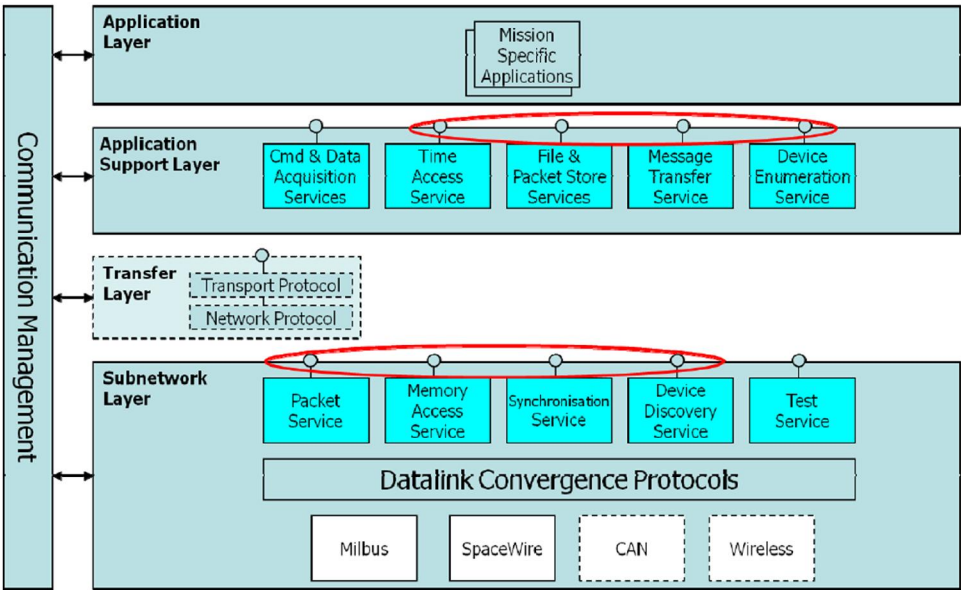 Communication Management
Application
Layer
Mission
Specific
Applications
Application
Support Layer
Cmd & Data
Acquisition
Services
Time
Access
Service
File &
Packet Store
Services
Message
Transfer
Service
Device
Enumeration
Service
Transfer
Layer
Transport Protocol
Network Protocol
Subnetwork
Layer
Packet
Service
Memory
Access
Service
Synchronisation
Service
Device
Discovery
Service
Test
Service
Datalink Convergence Protocols
Milbus
SpaceWire
CAN
Wireless